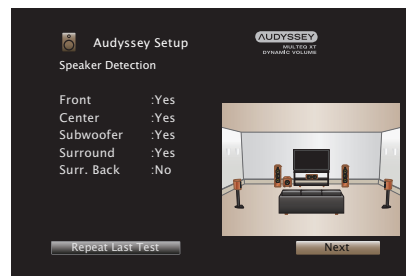 Audyssey Setup
AUDYSSEY
MULTEQ XT
DYNAMIC VOLUME
Speaker Detection
Front :Yes
Center :Yes
Subwoofer :Yes
Surround :Yes
Surr. Back :No
Repeat Last Test
Next